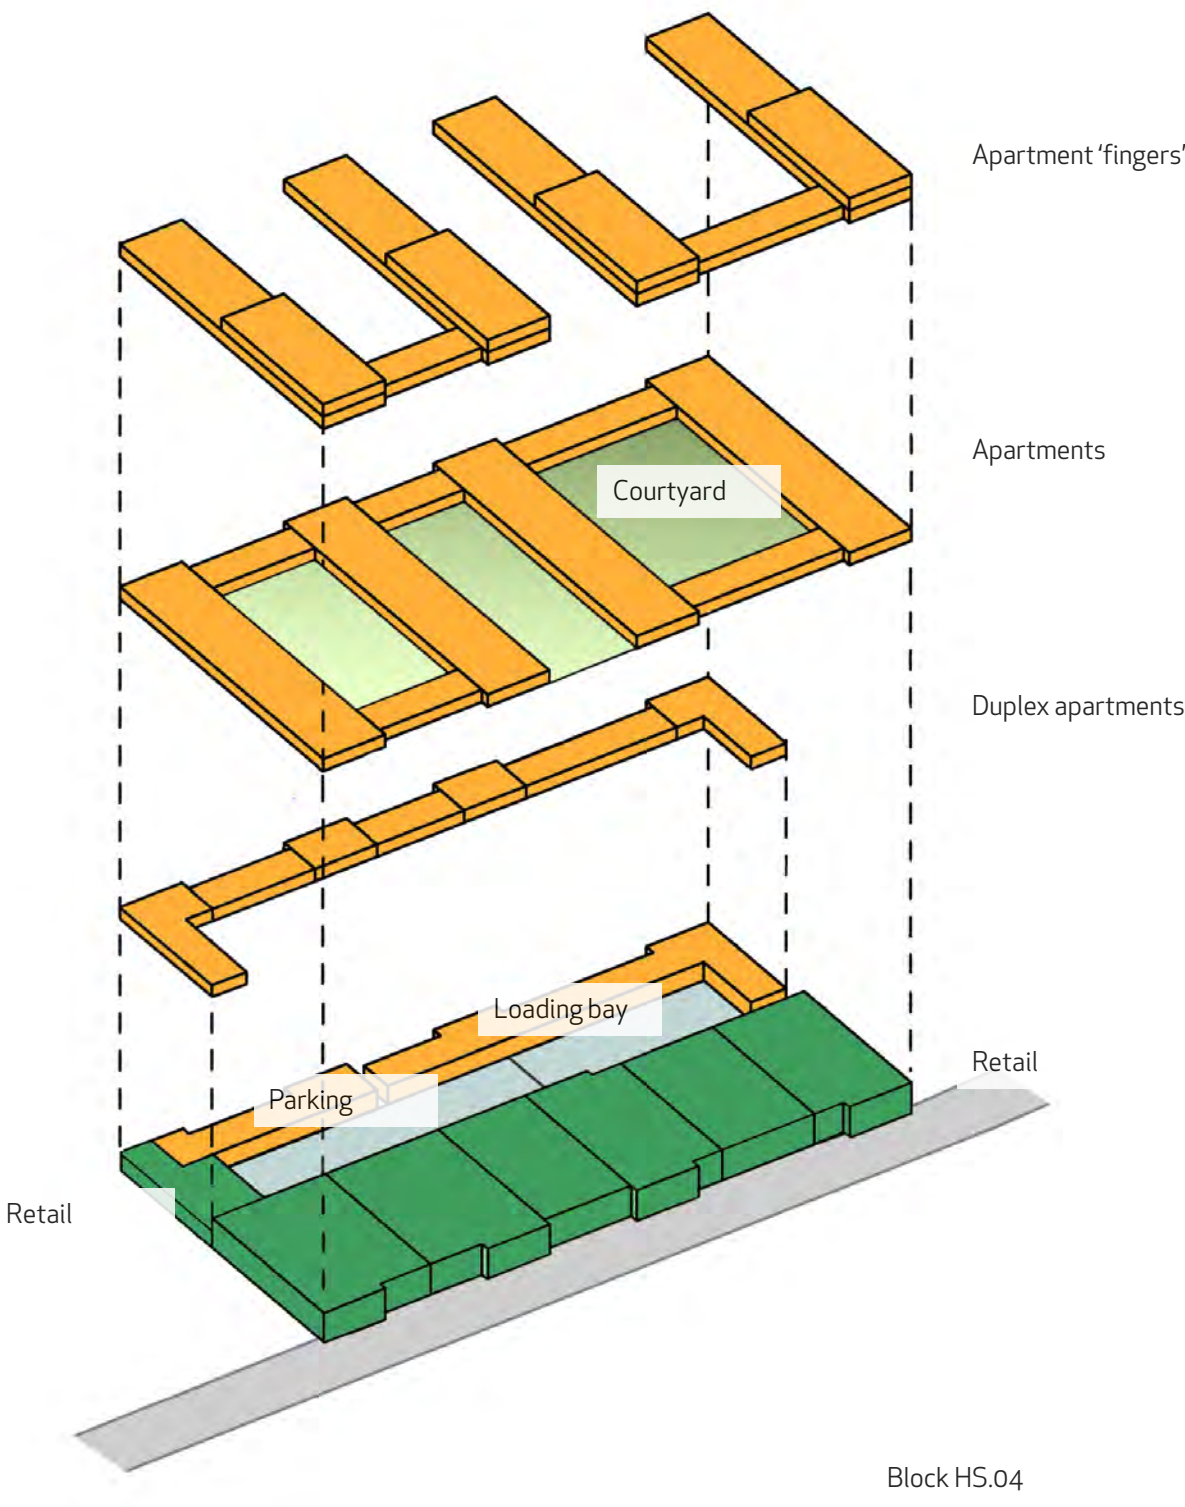 Apartment ‘fingers’
Apartments
Courtyard
Duplex apartments
Loading bay
Retail
Parking
Retail
Block HS.04